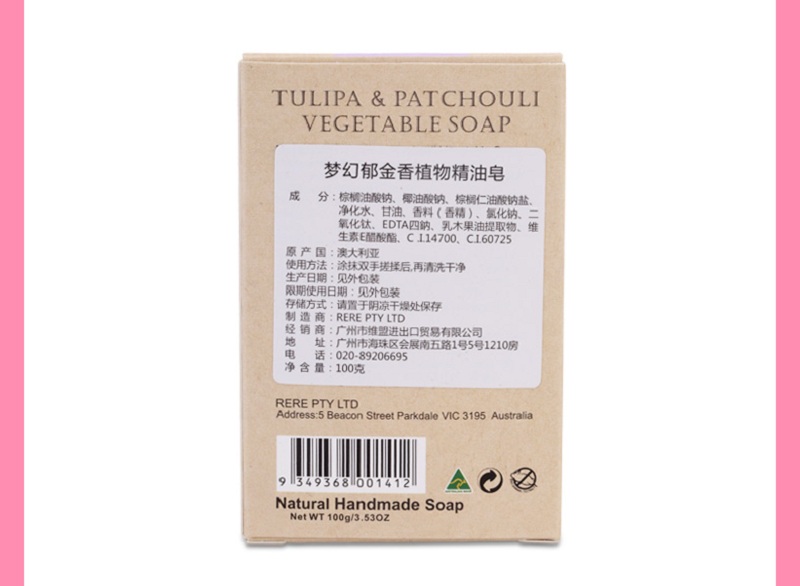 TULIPA & PATCHOULI
VEGETABLE SOAP
梦幻郁金香植物精油皂
成 分：棕榈油酸钠、椰油酸钠、棕榈仁油酸钠盐、
净化水、甘油、香料（香精）、氯化钠、二
氧化钛、EDTA四鈉、乳木果油提取物、维
生素E醋酸酯、C .I.14700、C.I.60725
原 产 国：澳大利亚
使用方法：涂抹双手搓揉后,再清洗干净
生产日期：见外包装
限期使用日期：见外包装
存储方式：请置于阴凉干燥处保存
制 造 商：RERE PTY LTD
经 销 商：广州市维盟进出口贸易有限公司
地 址：广州市海珠区会展南五路1号5号1210房
电 话：020-89206695
净 含 量：100克
RERE PTY LTD
Address:5 Beacon Street Parkdale VIC 3195 Australia
9 349368 001412
Natural Handmade Soap
Net WT 100g/3.53OZ